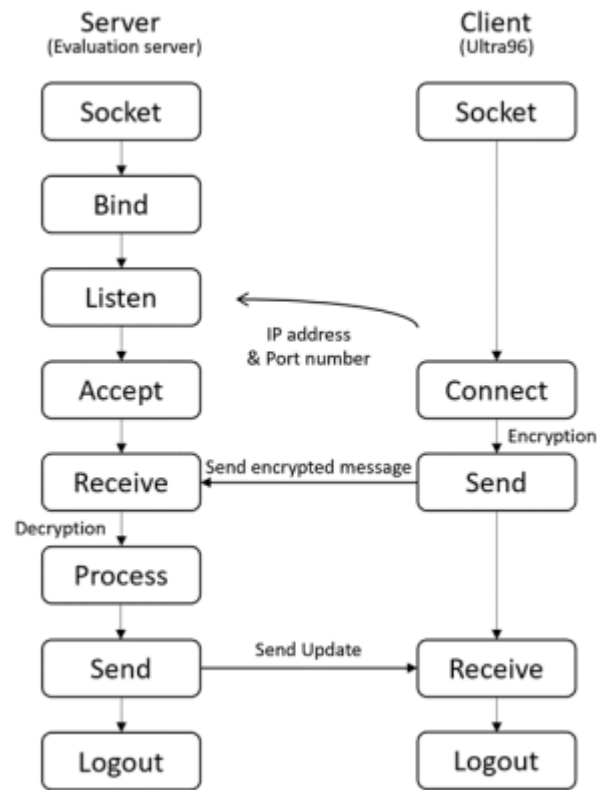 Server
(Evaluation server)
Client
(Ultra96)
Socket
Socket
Bind
Listen
IP address
& Port number
Accept
Connect
Encryption
Receive
Send encrypted message
Send
Decryption
Process
Send
Send Update
Receive
Logout
Logout